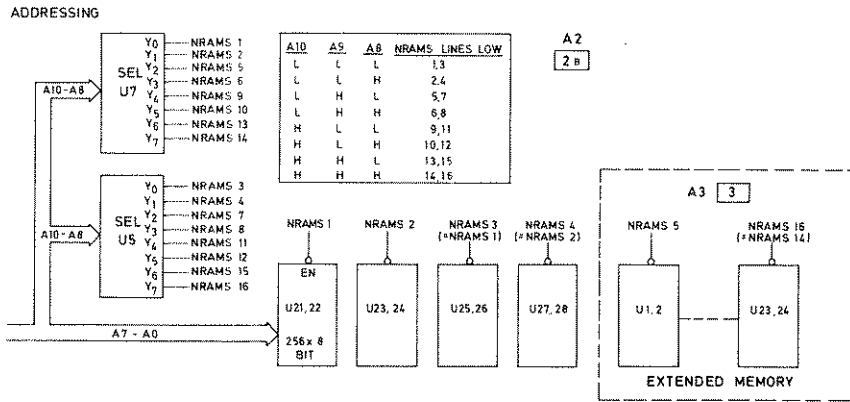 ADDRESSING
Y0 NRAMS 1
Y1 NRAMS 2
Y2 NRAMS 5
Y3 NRAMS 6
Y4 NRAMS 9
Y5 NRAMS 10
Y6 NRAMS 13
Y7 NRAMS 14
SEL
U7
A10-A8
A10 A9 A8 NRAMS LINES LOW
L L L 1,3
L L H 2,4
L H L 5,7
L H H 6,8
H L L 9,11
H L H 10,12
H H L 13,15
H H H 14,16
A2
2B
Y0 NRAMS 3
Y1 NRAMS 4
Y2 NRAMS 7
Y3 NRAMS 8
Y4 NRAMS 11
Y5 NRAMS 12
Y6 NRAMS 15
Y7 NRAMS 16
SEL
U5
A10-A8
A7-A0
NRAMS 1
EN
U21,22
256x8
BIT
NRAMS 2
U23,24
NRAMS 3
(=NRAMS 1)
U25,26
NRAMS 4
(=NRAMS 2)
U27,28
A3 3
NRAMS 5
U1,2
NRAMS 16
(=NRAMS 14)
U23,24
EXTENDED MEMORY